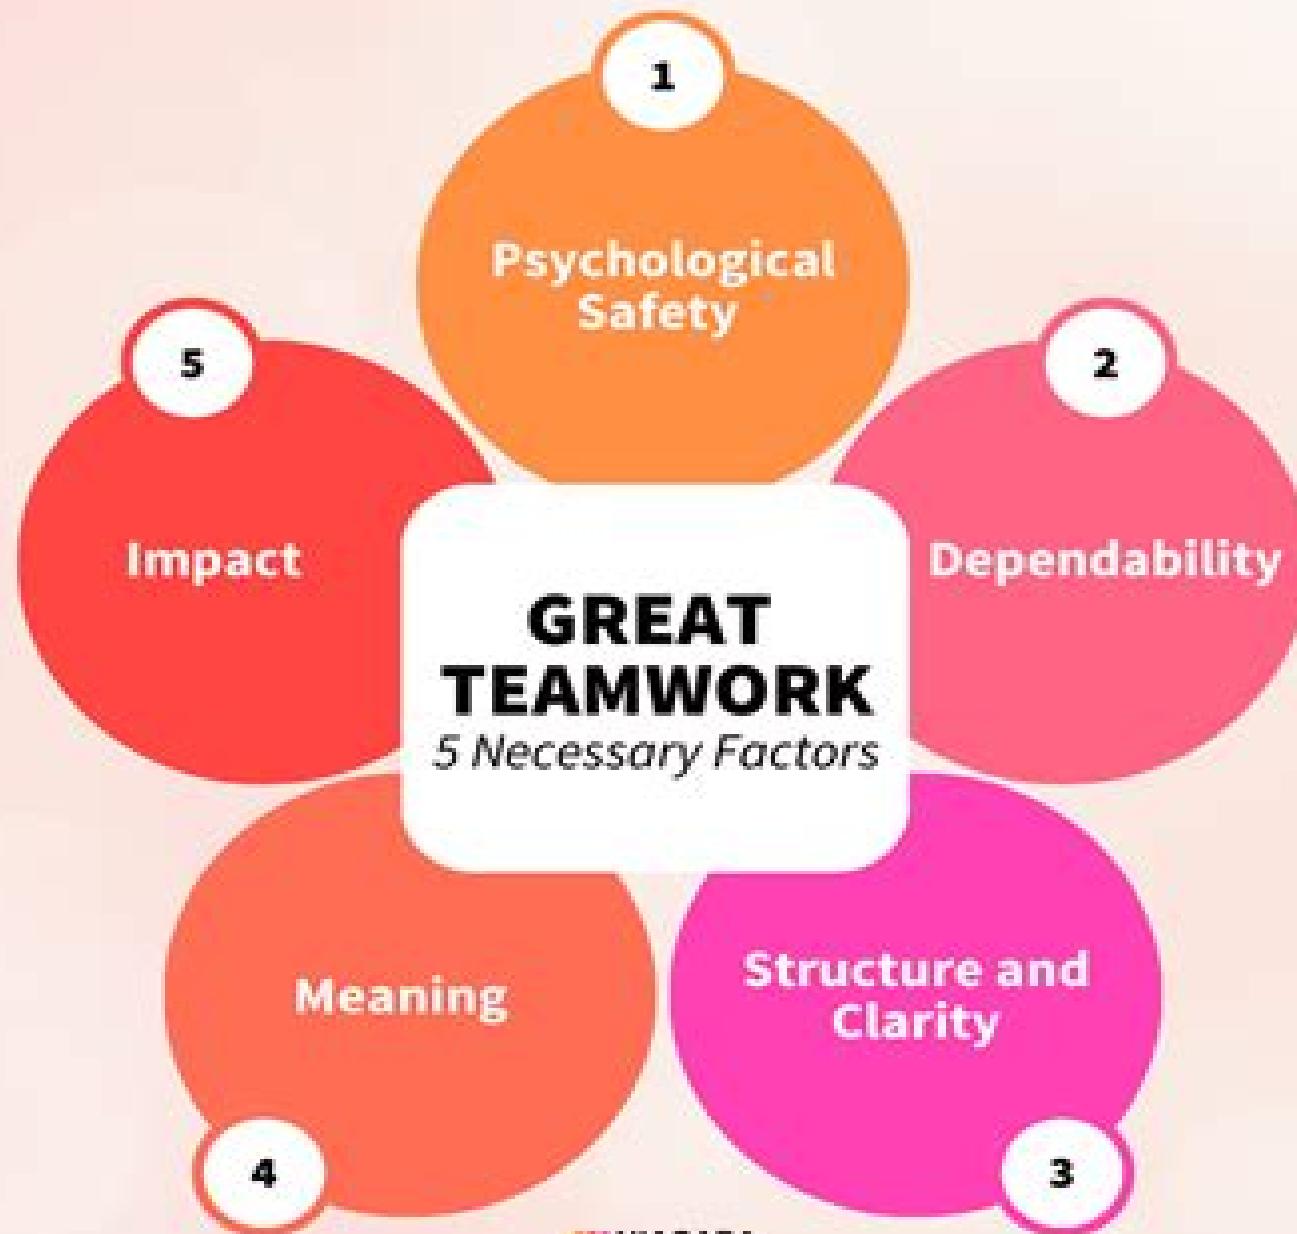 1
Psychological
Safety
5
2
Impact
Dependability
GREAT
TEAMWORK
5 Necessary Factors
Meaning
Structure and
Clarity
4
3